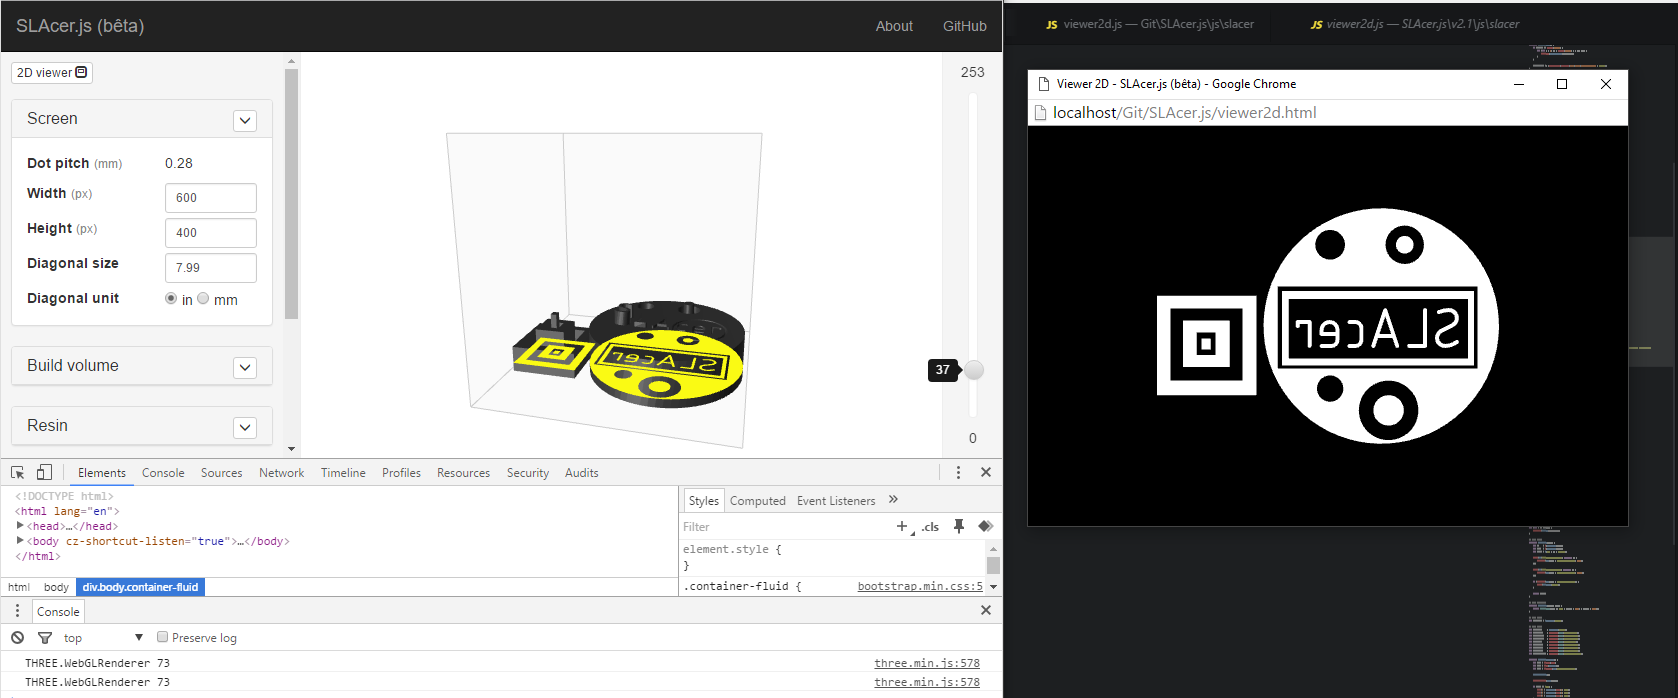 SLAcer.js (bêta)
About
GitHub
2D viewer
Screen
Dot pitch (mm)
0.28
Width (px)
600
Height (px)
400
Diagonal size
7.99
Diagonal unit
in
mm
Build volume
Resin
253
37
0
SLAcer
Elements
Console
Sources
Network
Timeline
Profiles
Resources
Security
Audits
<!DOCTYPE html>
<html lang="en">
<head>…</head>
<body cz-shortcut-listen="true">…</body>
</html>
html
body
div.body.container-fluid
Styles
Computed
Event Listeners
»
Filter
+
.cls
element.style {
}
.container-fluid {
bootstrap.min.css:5
Console
top
Preserve log
THREE.WebGLRenderer 73
three.min.js:578
THREE.WebGLRenderer 73
three.min.js:578
JS viewer2d.js — Git\SLAcer.js\js\slacer
JS viewer2d.js — SLAcer.js\v2.1\js\slacer
Viewer 2D - SLAcer.js (bêta) - Google Chrome
localhost/Git/SLAcer.js/viewer2d.html
SLAcer